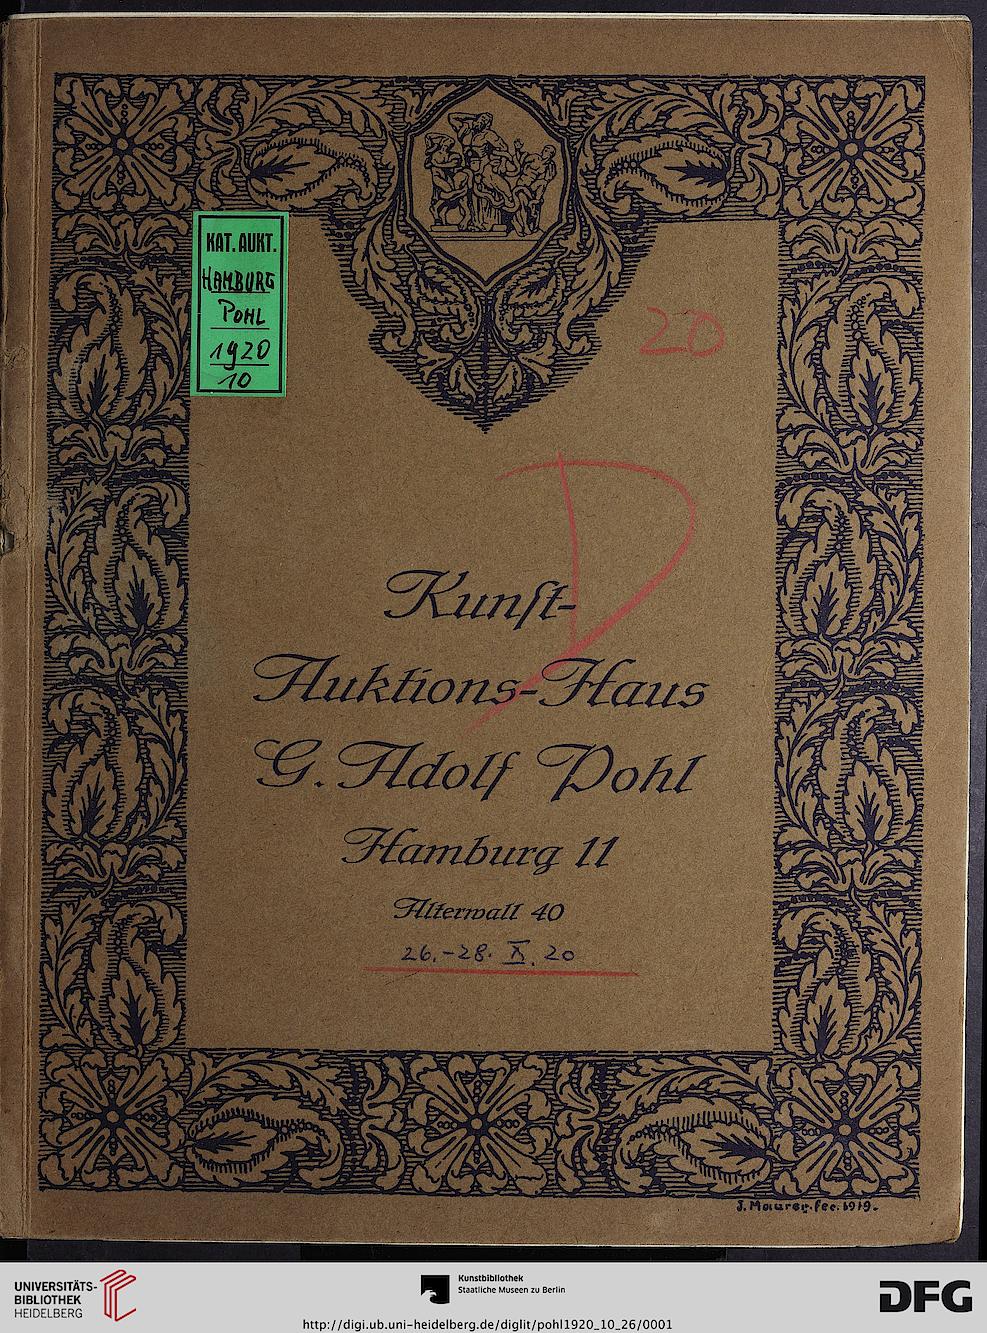 KAT. AUKT.
HAMBURG
POHL
1920
10
20
D
Kunſt-
Auktions-Haus
G. Adolf Pohl
Hamburg 11
Alterwall 40
26.-28. X. 20
J. Maurer. fec. 1919.
UNIVERSITÄTS-
BIBLIOTHEK
HEIDELBERG
Kunstbibliothek
Staatliche Museen zu Berlin
DFG
http://digi.ub.uni-heidelberg.de/diglit/pohl1920_10_26/0001